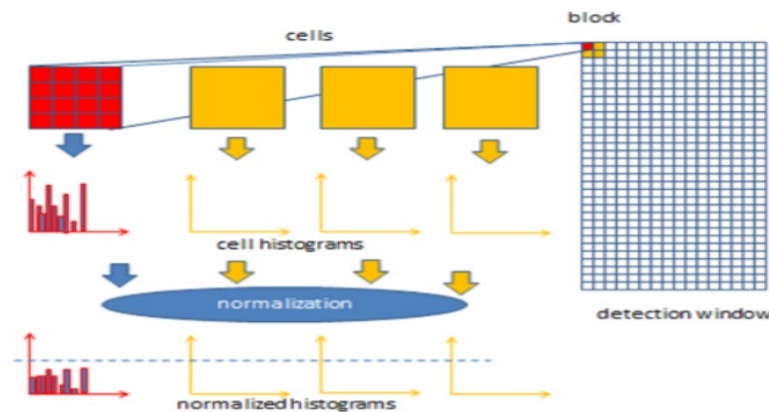 block
cells
cell histograms
normalization
detection window
normalized histograms